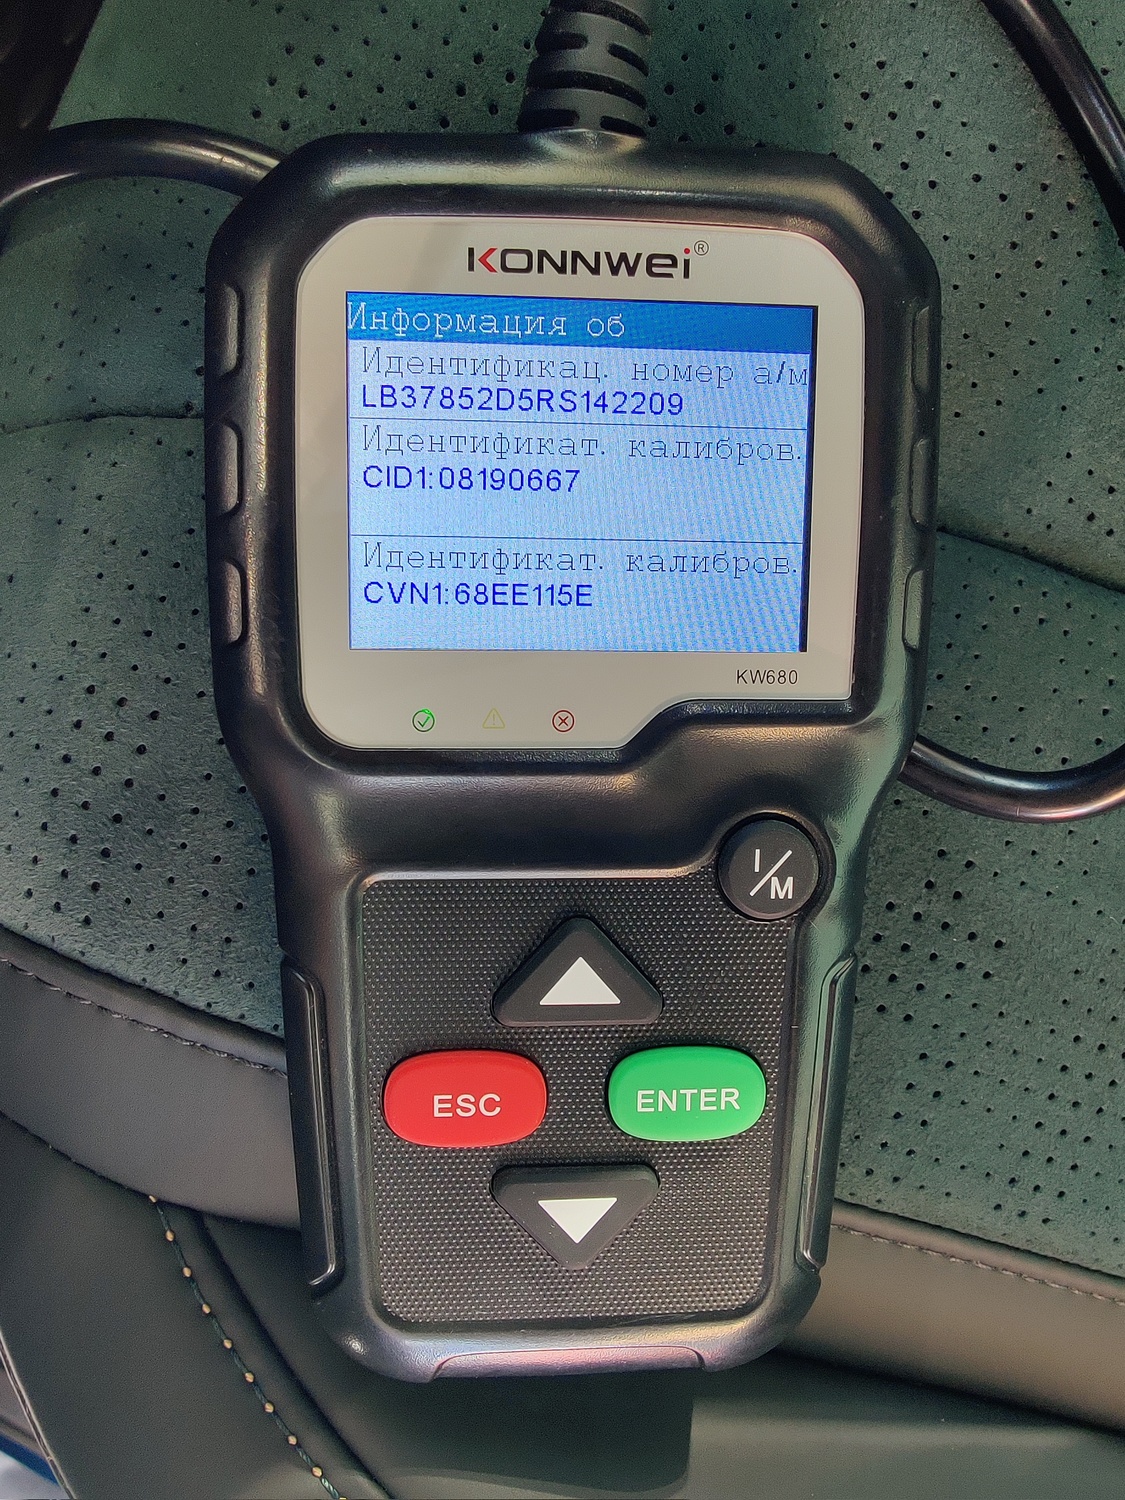 KONNWEI®
Информация об
Идентификац. номер а/м
LB37852D5RS142209
Идентификат. калибров.
CID1:08190667
Идентификат. калибров.
CVN1:68EE115E
KW680
I/M
ESC
ENTER